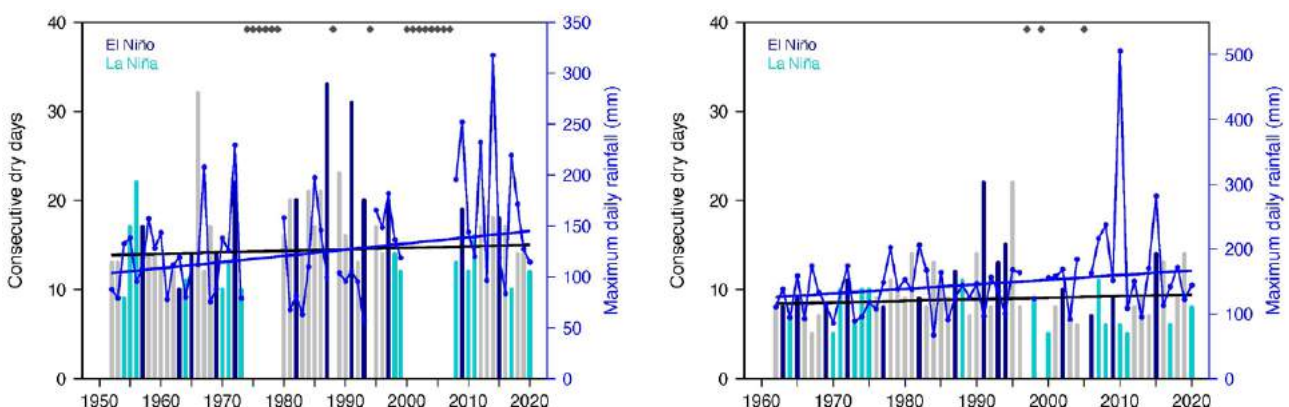 40
30
20
10
0
Consecutive dry days
El Niño
La Niña
350
300
250
200
150
100
50
0
Maximum daily rainfall (mm)
1950 1960 1970 1980 1990 2000 2010 2020
40
30
20
10
0
Consecutive dry days
El Niño
La Niña
500
400
300
200
100
0
Maximum daily rainfall (mm)
1960 1970 1980 1990 2000 2010 2020